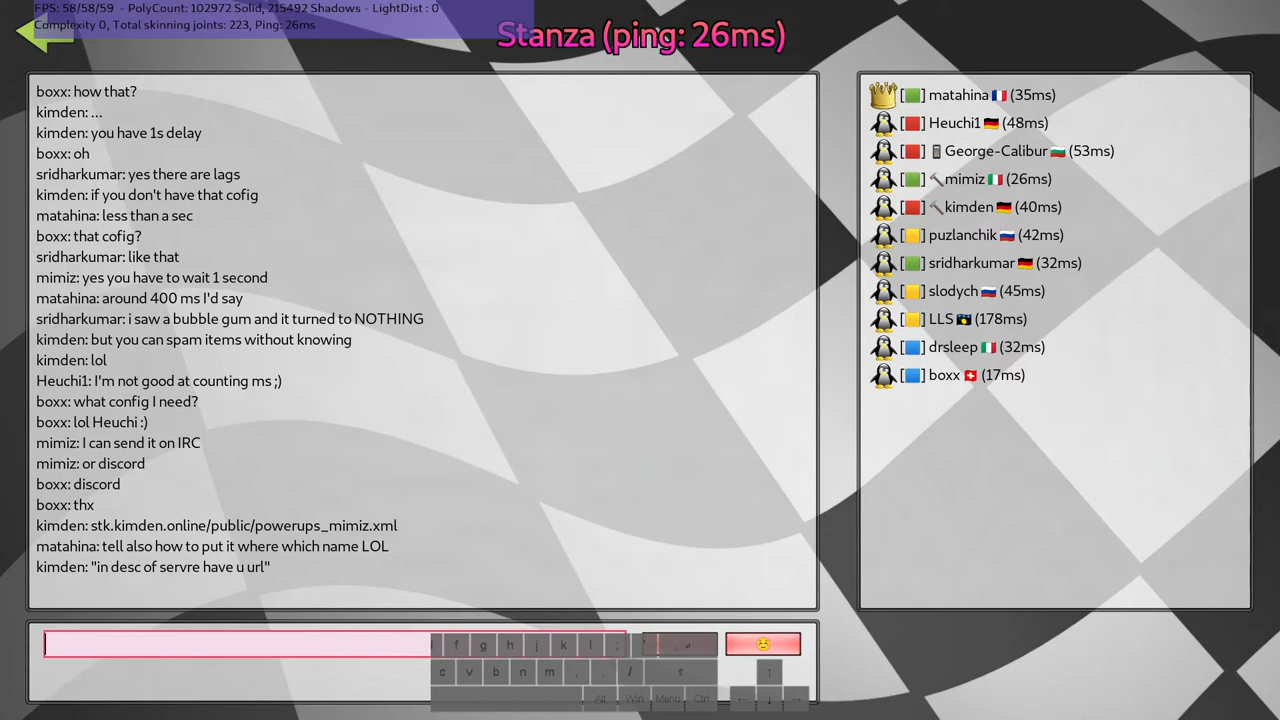 FPS: 58/58/59 - PolyCount: 102972 Solid, 215492 Shadows - LightDist : 0
Complexity 0, Total skinning joints: 223, Ping: 26ms
Stanza (ping: 26ms)
boxx: how that?
kimden: ...
kimden: you have 1s delay
boxx: oh
sridharkumar: yes there are lags
kimden: if you don't have that cofig
matahina: less than a sec
boxx: that cofig?
sridharkumar: like that
mimiz: yes you have to wait 1 second
matahina: around 400 ms I'd say
sridharkumar: i saw a bubble gum and it turned to NOTHING
kimden: but you can spam items without knowing
kimden: lol
Heuchi1: I'm not good at counting ms ;)
boxx: what config I need?
boxx: lol Heuchi :)
mimiz: I can send it on IRC
mimiz: or discord
boxx: discord
boxx: thx
kimden: stk.kimden.online/public/powerups_mimiz.xml
matahina: tell also how to put it where which name LOL
kimden: "in desc of servre have u url"
[🟩] matahina 🇫🇷 (35ms)
[🟥] Heuchi1 🇩🇪 (48ms)
[🟥] 📱George-Calibur 🇧🇬 (53ms)
[🟩] 🔨mimiz 🇮🇹 (26ms)
[🟥] 🔨kimden 🇩🇪 (40ms)
[🟨] puzlanchik 🇷🇺 (42ms)
[🟩] sridharkumar 🇩🇪 (32ms)
[🟨] slodych 🇷🇺 (45ms)
[🟨] LLS 🇬🇵 (178ms)
[🟦] drsleep 🇮🇹 (32ms)
[🟦] boxx 🇨🇭 (17ms)
f g h j k l ; '
c v b n m , . /
Alt Win Menu Ctrl